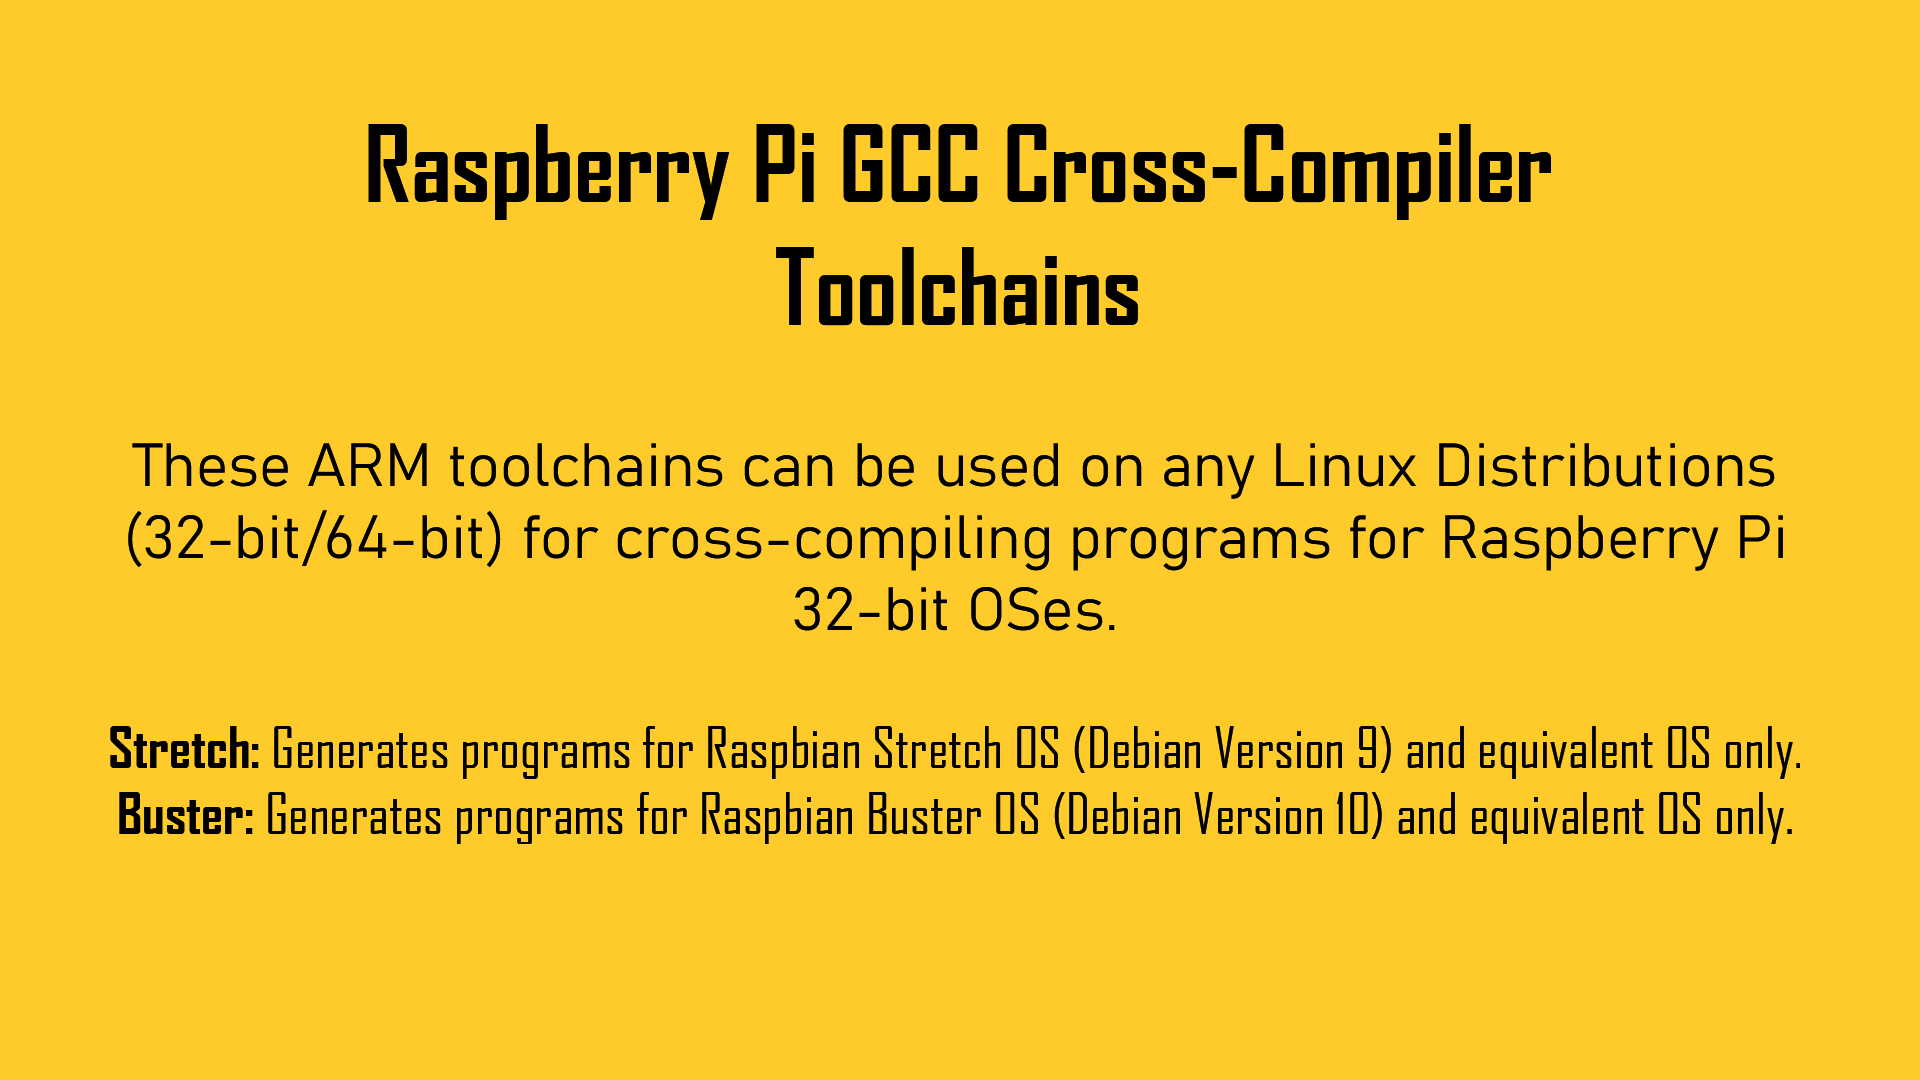 Raspberry Pi GCC Cross-Compiler
Toolchains
These ARM toolchains can be used on any Linux Distributions
(32-bit/64-bit) for cross-compiling programs for Raspberry Pi
32-bit OSes.
Stretch: Generates programs for Raspbian Stretch OS (Debian Version 9) and equivalent OS only.
Buster: Generates programs for Raspbian Buster OS (Debian Version 10) and equivalent OS only.